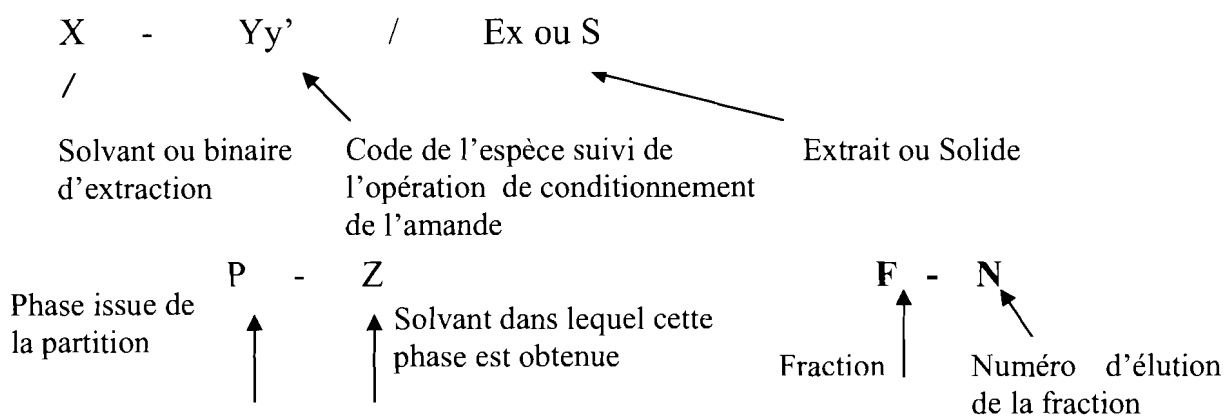 X - Yy' / Ex ou S
/
Solvant ou binaire d'extraction
Code de l'espèce suivi de l'opération de conditionnement de l'amande
Extrait ou Solide
P - Z
F - N
Phase issue de la partition
Solvant dans lequel cette phase est obtenue
Fraction
Numéro d'élution de la fraction